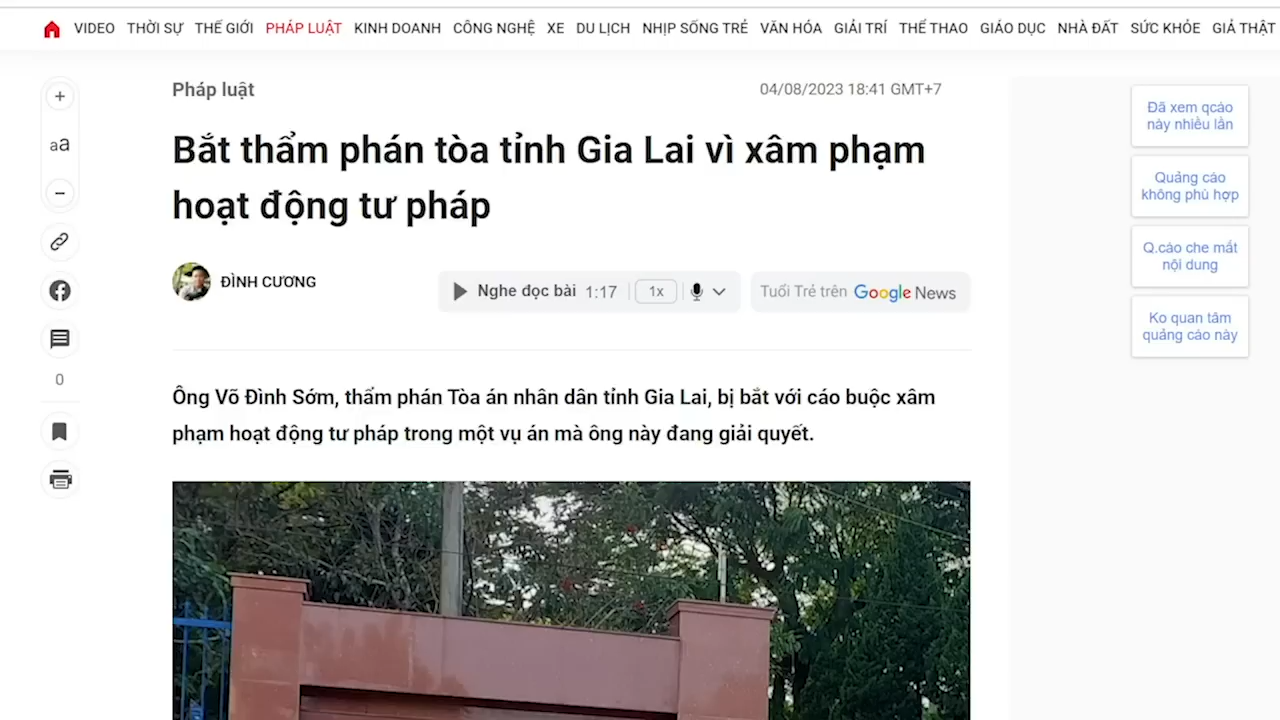 VIDEO THỜI SỰ THẾ GIỚI PHÁP LUẬT KINH DOANH CÔNG NGHỆ XE DU LỊCH NHỊP SỐNG TRẺ VĂN HÓA GIẢI TRÍ THỂ THAO GIÁO DỤC NHÀ ĐẤT SỨC KHỎE GIẢ THẬT
Pháp luật 04/08/2023 18:41 GMT+7
Bắt thẩm phán tòa tỉnh Gia Lai vì xâm phạm
hoạt động tư pháp
ĐÌNH CƯƠNG
Nghe đọc bài 1:17 1x
Tuổi Trẻ trên Google News
Ông Võ Đình Sớm, thẩm phán Tòa án nhân dân tỉnh Gia Lai, bị bắt với cáo buộc xâm
phạm hoạt động tư pháp trong một vụ án mà ông này đang giải quyết.
+
aa
−
0
Đã xem qcáo
này nhiều lần
Quảng cáo
không phù hợp
Q.cáo che mất
nội dung
Ko quan tâm
quảng cáo này